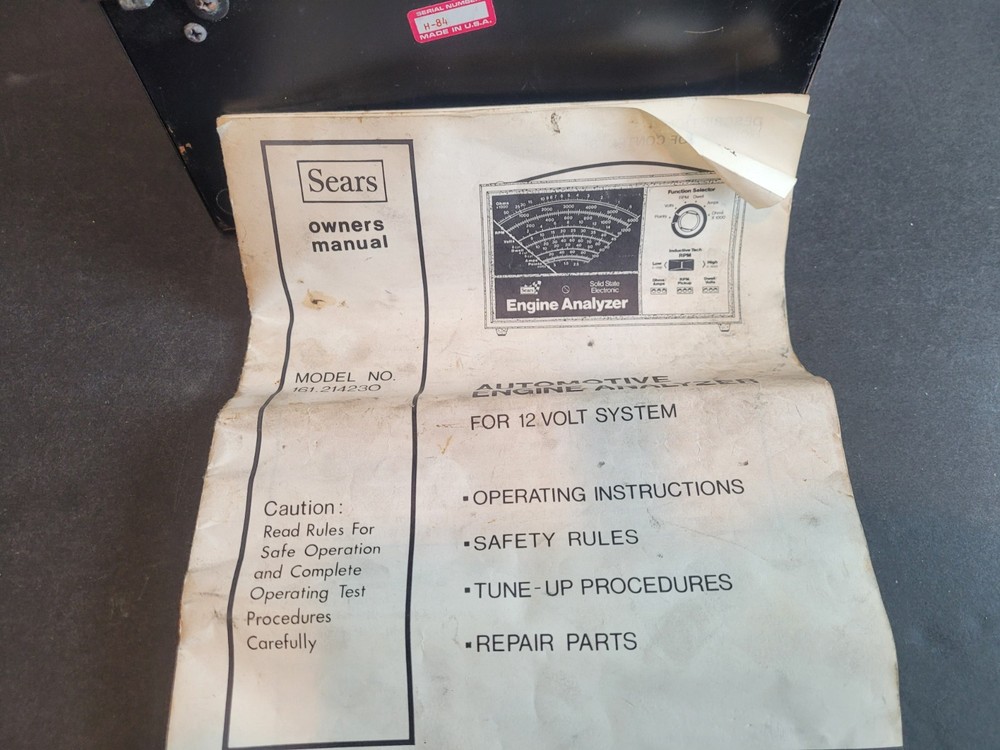 SERIAL NUMBER
H-84
MADE IN U.S.A.
Sears
owners
manual
MODEL NO.
161.214230
Caution:
Read Rules For
Safe Operation
and Complete
Operating Test
Procedures
Carefully
Function Selector
Inductive Tach
RPM
Low
High
Solid State
Electronic
Engine Analyzer
AUTOMOTIVE
ENGINE ANALYZER
FOR 12 VOLT SYSTEM
▪OPERATING INSTRUCTIONS
▪SAFETY RULES
▪TUNE-UP PROCEDURES
▪REPAIR PARTS